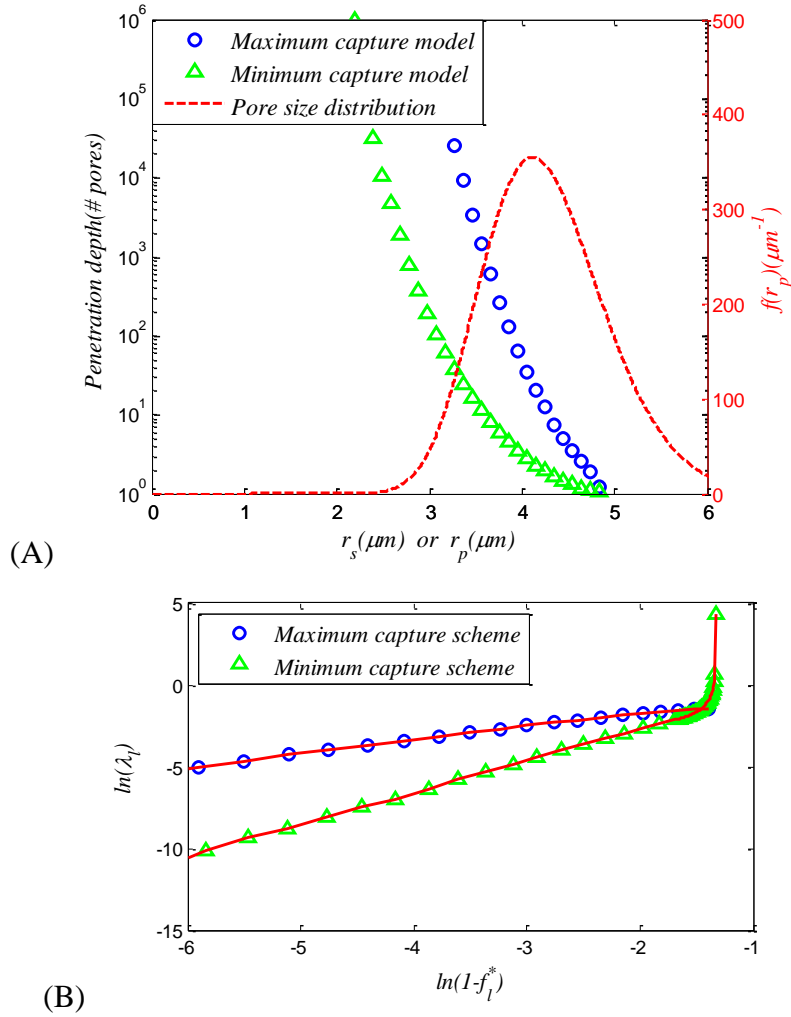 10^6
10^5
10^4
10^3
10^2
10^1
10^0
Penetration depth(# pores)
Maximum capture model
Minimum capture model
Pore size distribution
500
400
300
200
100
0
f(r_p)(μm^-1)
0 1 2 3 4 5 6
r_s(μm) or r_p(μm)
(A)
5
0
-5
-10
-15
ln(λ_l)
Maximum capture scheme
Minimum capture scheme
-6 -5 -4 -3 -2 -1
ln(1-f_l^*)
(B)